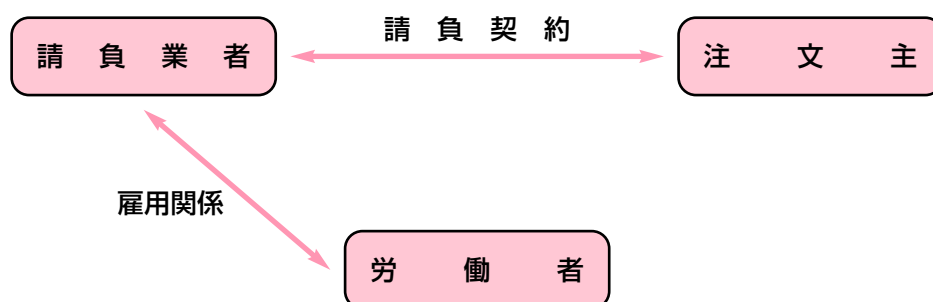 請負契約
請負業者
注文主
雇用関係
労働者